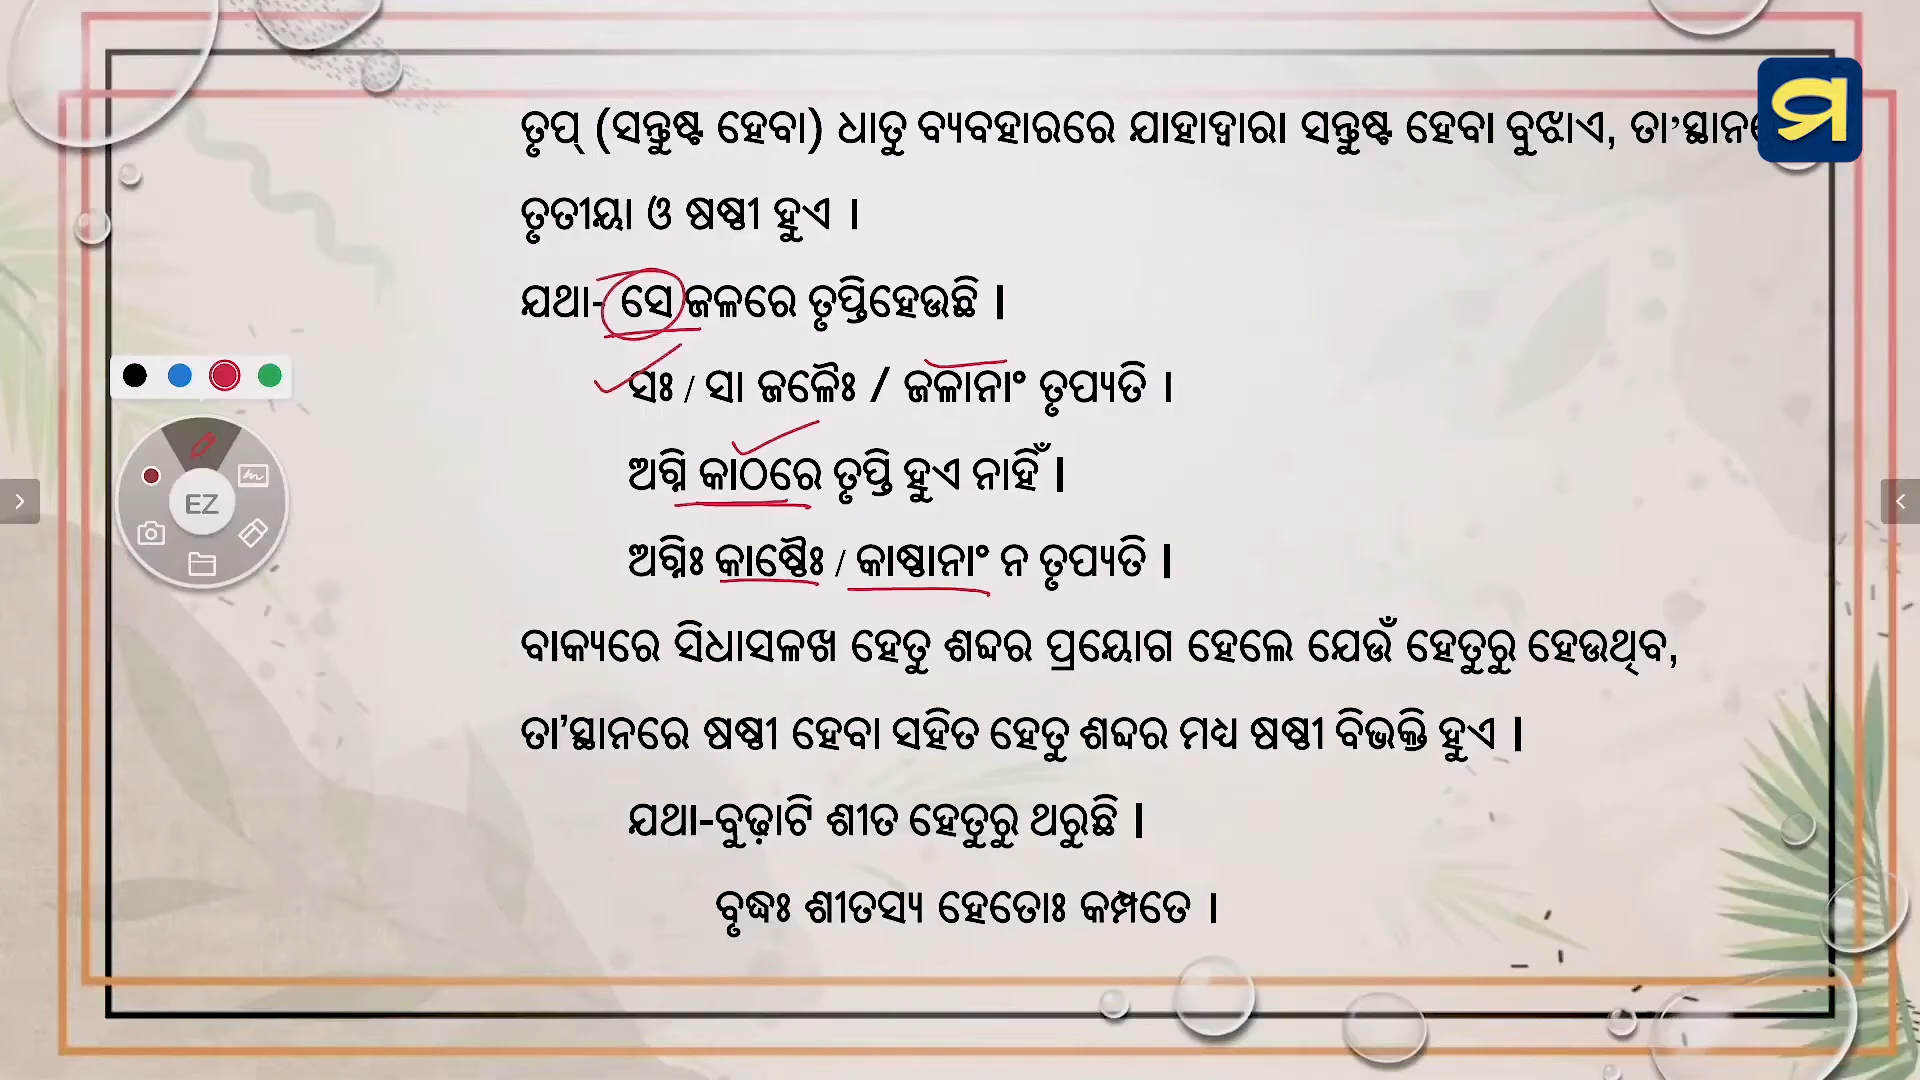 ତୃପ୍ (ସନ୍ତୁଷ୍ଟ ହେବା) ଧାତୁ ବ୍ୟବହାରରେ ଯାହାଦ୍ୱାରା ସନ୍ତୁଷ୍ଟ ହେବା ବୁଝାଏ, ତା’ସ୍ଥାନରେ
ତୃତୀୟା ଓ ଷଷ୍ଠୀ ହୁଏ ।
ଯଥା- ସେ ଜଳରେ ତୃପ୍ତିହେଉଛି ।
ସଃ / ସା ଜଳୈଃ / ଜଳାନାଂ ତୃପ୍ୟତି ।
ଅଗ୍ନି କାଠରେ ତୃପ୍ତି ହୁଏ ନାହିଁ ।
ଅଗ୍ନିଃ କାଷ୍ଠୈଃ / କାଷ୍ଠାନାଂ ନ ତୃପ୍ୟତି ।
ବାକ୍ୟରେ ସିଧାସଳଖ ହେତୁ ଶବ୍ଦର ପ୍ରୟୋଗ ହେଲେ ଯେଉଁ ହେତୁରୁ ହେଉଥିବ,
ତା’ସ୍ଥାନରେ ଷଷ୍ଠୀ ହେବା ସହିତ ହେତୁ ଶବ୍ଦର ମଧ୍ୟ ଷଷ୍ଠୀ ବିଭକ୍ତି ହୁଏ ।
ଯଥା-ବୁଢ଼ାଟି ଶୀତ ହେତୁରୁ ଥରୁଛି ।
ବୃଦ୍ଧଃ ଶୀତସ୍ୟ ହେତୋଃ କମ୍ପତେ ।
ମ
EZ